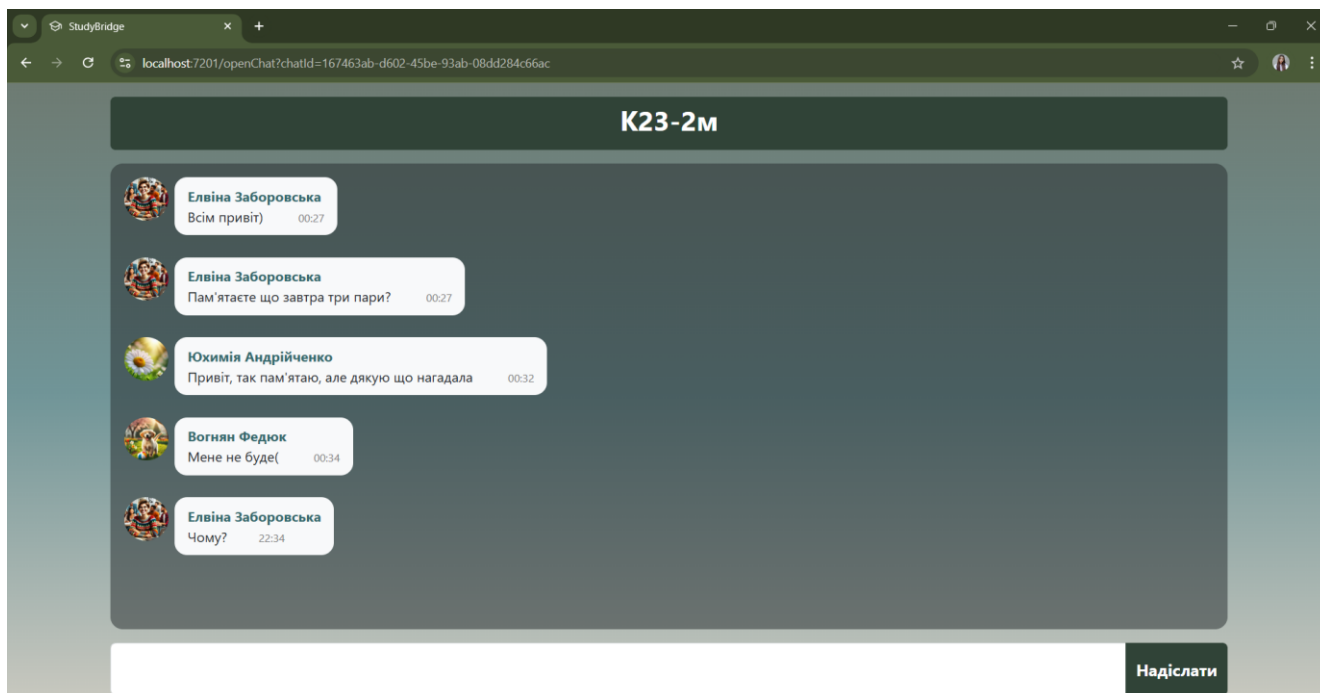 StudyBridge
localhost:7201/openChat?chatId=167463ab-d602-45be-93ab-08dd284c66ac
К23-2м
Елвіна Заборовська
Всім привіт) 00:27
Елвіна Заборовська
Пам'ятаєте що завтра три пари? 00:27
Юхимія Андрійченко
Привіт, так пам'ятаю, але дякую що нагадала 00:32
Вогнян Федюк
Мене не буде( 00:34
Елвіна Заборовська
Чому? 22:34
Надіслати